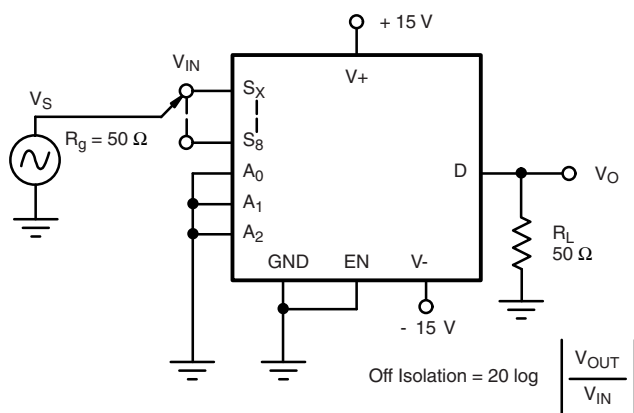 + 15 V
V_IN
V+
V_S
S_X
R_g = 50 Ω
S_8
A_0
D
V_O
A_1
A_2
R_L
50 Ω
GND
EN
V-
- 15 V
Off Isolation = 20 log
V_OUT
V_IN